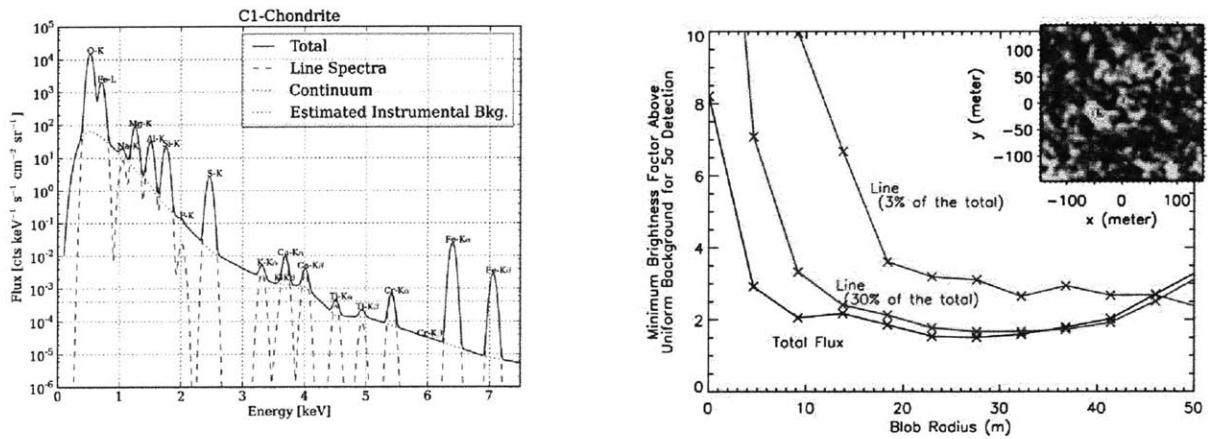 C1-Chondrite
Total
Line Spectra
Continuum
Estimated Instrumental Bkg.
O-K
Fe-L
Mg-K
Na-K
Al-K
Si-K
P-K
S-K
K-Kα
Ca-Kα
Ca-Kβ
Ti-Kα
Ti-Kβ
Cr-Kα
Cr-Kβ
Fe-Kα
Fe-Kβ
Flux [cts keV⁻¹ s⁻¹ cm⁻² sr⁻¹]
10⁵
10⁴
10³
10²
10¹
10⁰
10⁻¹
10⁻²
10⁻³
10⁻⁴
10⁻⁵
10⁻⁶
0 1 2 3 4 5 6 7
Energy [keV]
Minimum Brightness Factor Above
Uniform Background for 5σ Detection
10
8
6
4
2
0
Line
(3% of the total)
Line
(30% of the total)
Total Flux
0 10 20 30 40 50
Blob Radius (m)
y (meter)
100
50
0
-50
-100
-100 0 100
x (meter)